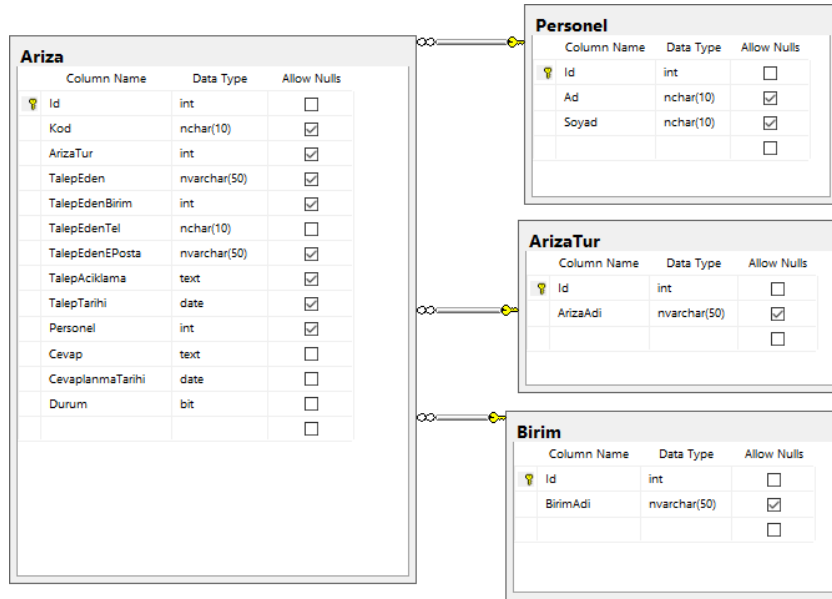 Ariza
Column Name Data Type Allow Nulls
Id int
Kod nchar(10)
ArizaTur int
TalepEden nvarchar(50)
TalepEdenBirim int
TalepEdenTel nchar(10)
TalepEdenEPosta nvarchar(50)
TalepAciklama text
TalepTarihi date
Personel int
Cevap text
CevaplanmaTarihi date
Durum bit
Personel
Column Name Data Type Allow Nulls
Id int
Ad nchar(10)
Soyad nchar(10)
ArizaTur
Column Name Data Type Allow Nulls
Id int
ArizaAdi nvarchar(50)
Birim
Column Name Data Type Allow Nulls
Id int
BirimAdi nvarchar(50)